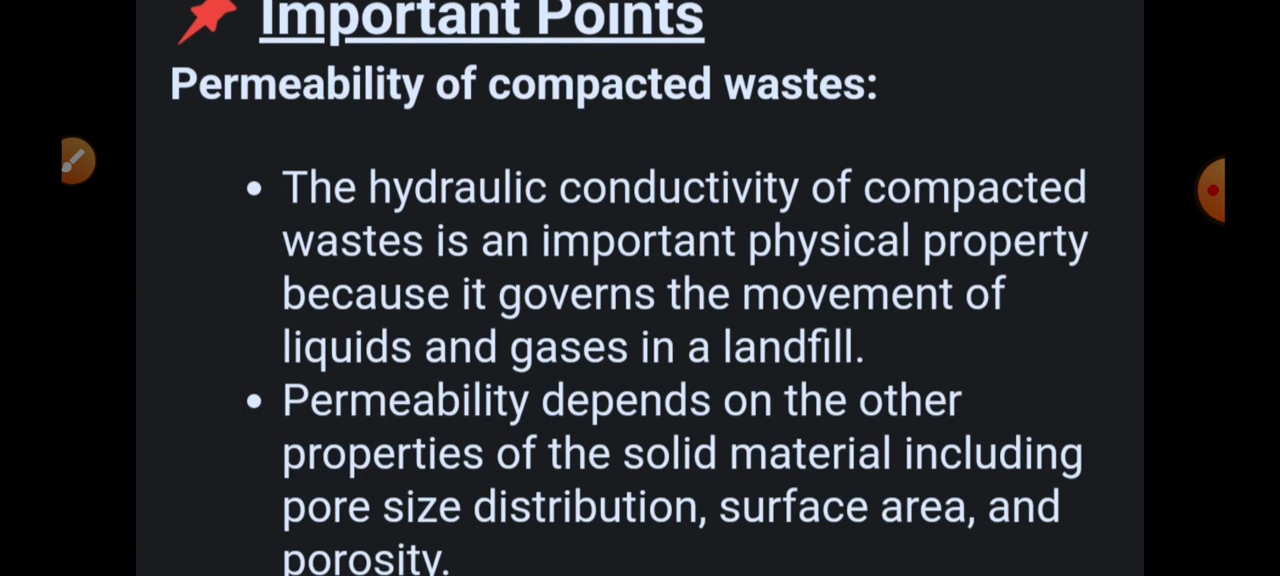 Important Points
Permeability of compacted wastes:
• The hydraulic conductivity of compacted
wastes is an important physical property
because it governs the movement of
liquids and gases in a landfill.
• Permeability depends on the other
properties of the solid material including
pore size distribution, surface area, and
porosity.